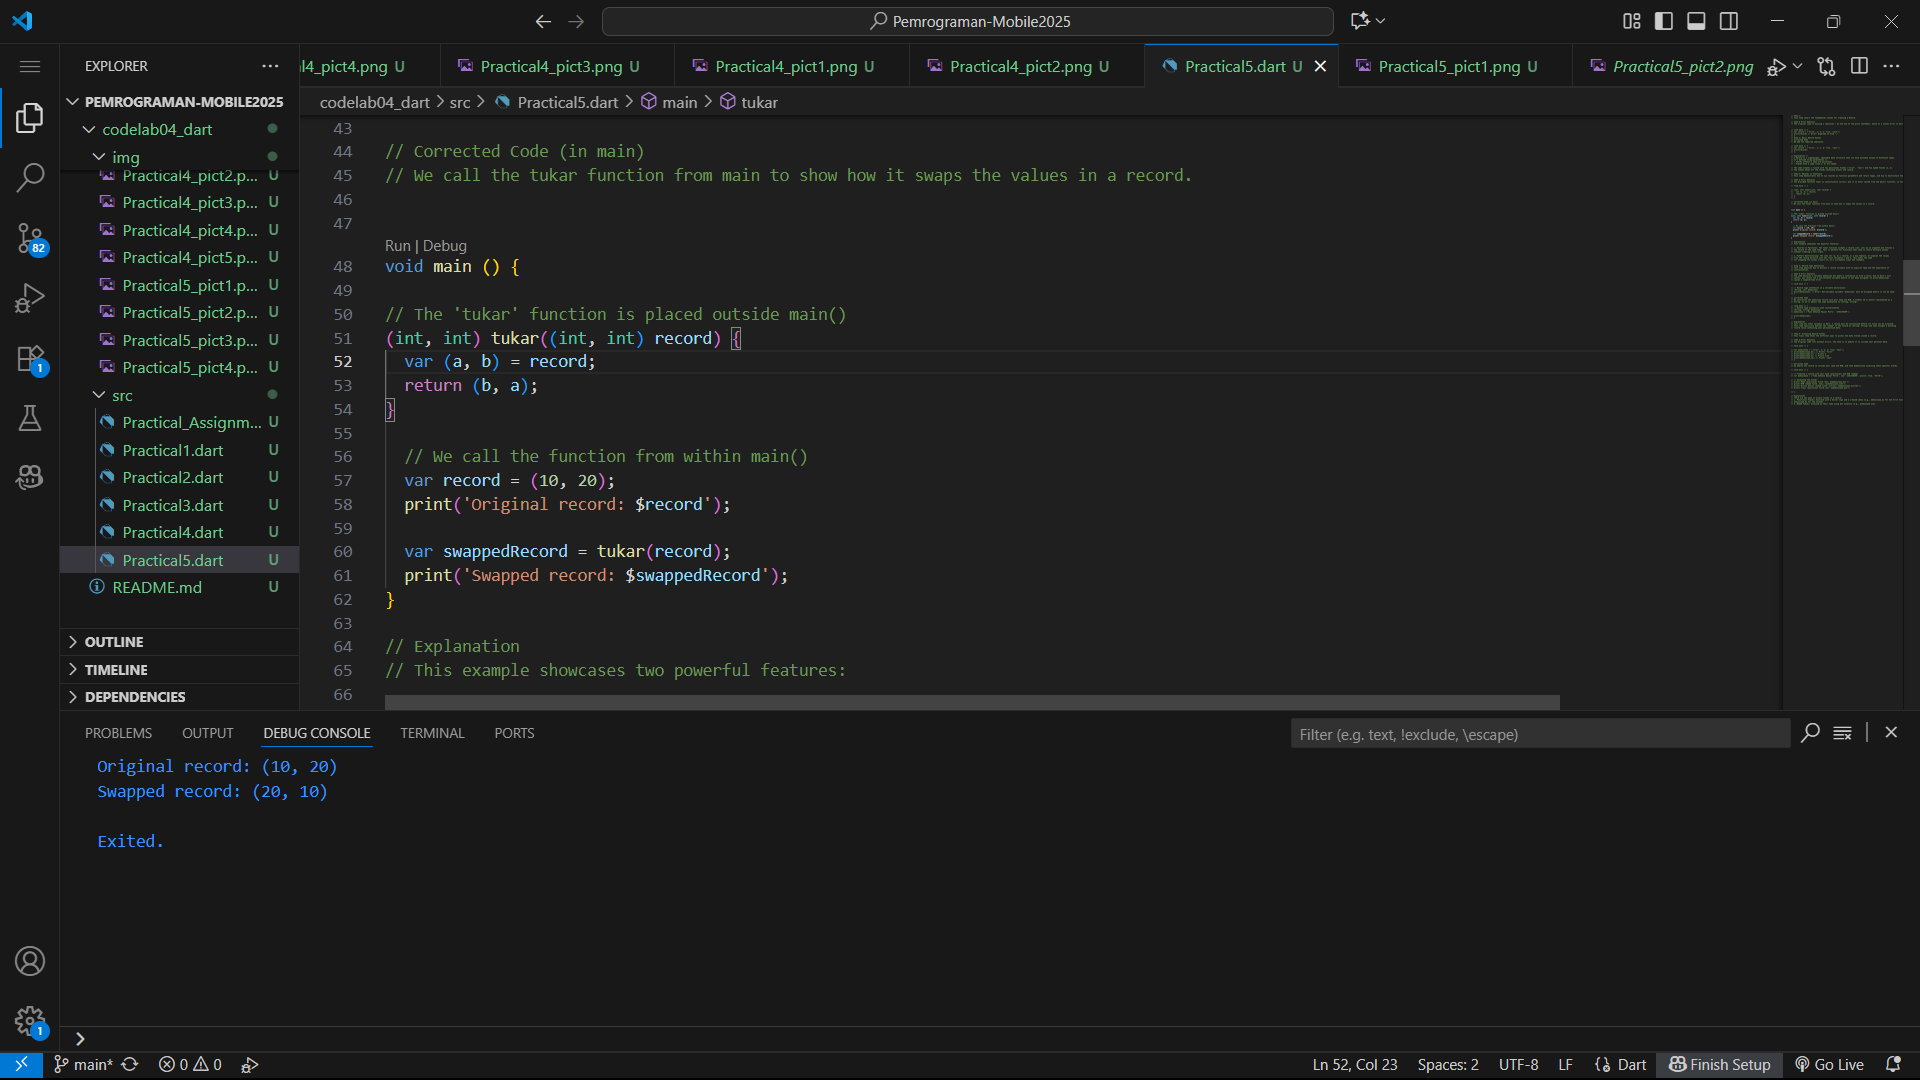 Pemrograman-Mobile2025
EXPLORER
PEMROGRAMAN-MOBILE2025
codelab04_dart
img
Practical4_pict2.p... U
Practical4_pict3.p... U
Practical4_pict4.p... U
Practical4_pict5.p... U
Practical5_pict1.p... U
Practical5_pict2.p... U
Practical5_pict3.p... U
Practical5_pict4.p... U
src
Practical_Assignm... U
Practical1.dart U
Practical2.dart U
Practical3.dart U
Practical4.dart U
Practical5.dart U
README.md U
OUTLINE
TIMELINE
DEPENDENCIES
82
1
1
al4_pict4.png U
Practical4_pict3.png U
Practical4_pict1.png U
Practical4_pict2.png U
Practical5.dart U
Practical5_pict1.png U
Practical5_pict2.png
codelab04_dart > src > Practical5.dart > main > tukar
43
44 // Corrected Code (in main)
45 // We call the tukar function from main to show how it swaps the values in a record.
46
47
Run | Debug
48 void main () {
49
50 // The 'tukar' function is placed outside main()
51 (int, int) tukar((int, int) record) {
52 var (a, b) = record;
53 return (b, a);
54 }
55
56 // We call the function from within main()
57 var record = (10, 20);
58 print('Original record: $record');
59
60 var swappedRecord = tukar(record);
61 print('Swapped record: $swappedRecord');
62 }
63
64 // Explanation
65 // This example showcases two powerful features:
66
PROBLEMS OUTPUT DEBUG CONSOLE TERMINAL PORTS
Filter (e.g. text, !exclude, \escape)
Original record: (10, 20)
Swapped record: (20, 10)
Exited.
main* 0 0
Ln 52, Col 23 Spaces: 2 UTF-8 LF Dart Finish Setup Go Live